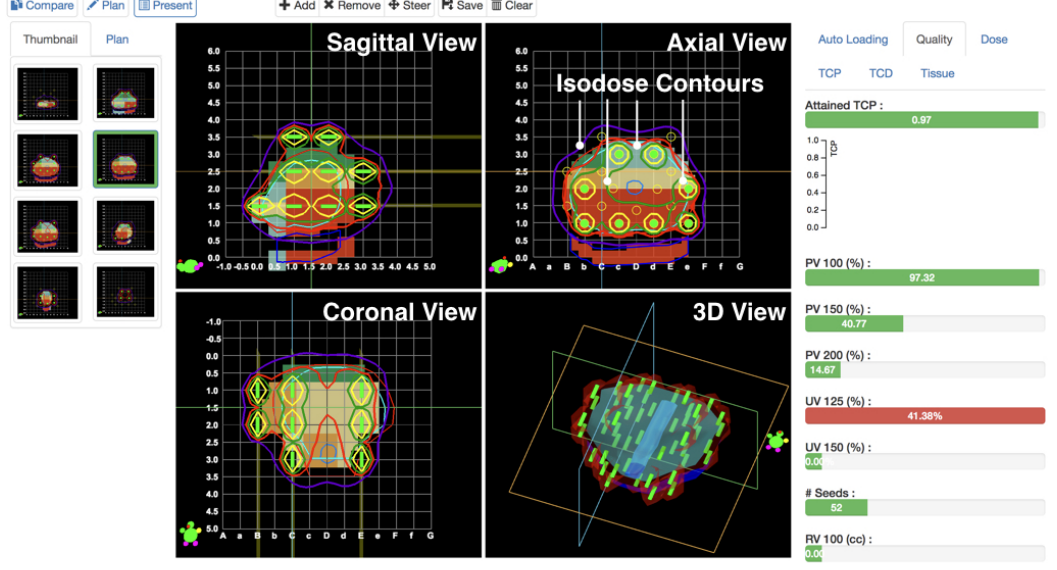 Compare Plan Present Add Remove Steer Save Clear
Thumbnail Plan
Sagittal View
6.0
5.5
5.0
4.5
4.0
3.5
3.0
2.5
2.0
1.5
1.0
0.5
0.0
-1.0 -0.5 0.0 0.5 1.0 1.5 2.0 2.5 3.0 3.5 4.0 4.5 5.0
Axial View
Isodose Contours
6.0
5.5
5.0
4.5
4.0
3.5
3.0
2.5
2.0
1.5
1.0
0.5
0.0
A a B b C c D d E e F f G
Coronal View
-1.0
-0.5
0.0
0.5
1.0
1.5
2.0
2.5
3.0
3.5
4.0
4.5
5.0
A a B b C c D d E e F f G
3D View
Auto Loading Quality Dose
TCP TCD Tissue
Attained TCP :
0.97
1.0
0.8
0.6
0.4
0.2
0.0
TCP
PV 100 (%) :
97.32
PV 150 (%) :
40.77
PV 200 (%) :
14.67
UV 125 (%) :
41.38%
UV 150 (%) :
# Seeds :
52
RV 100 (cc) :